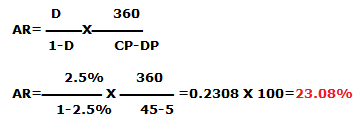 D 360
AR= X
1-D CP-DP
2.5% 360
AR= X =0.2308 X 100=23.08%
1-2.5% 45-5